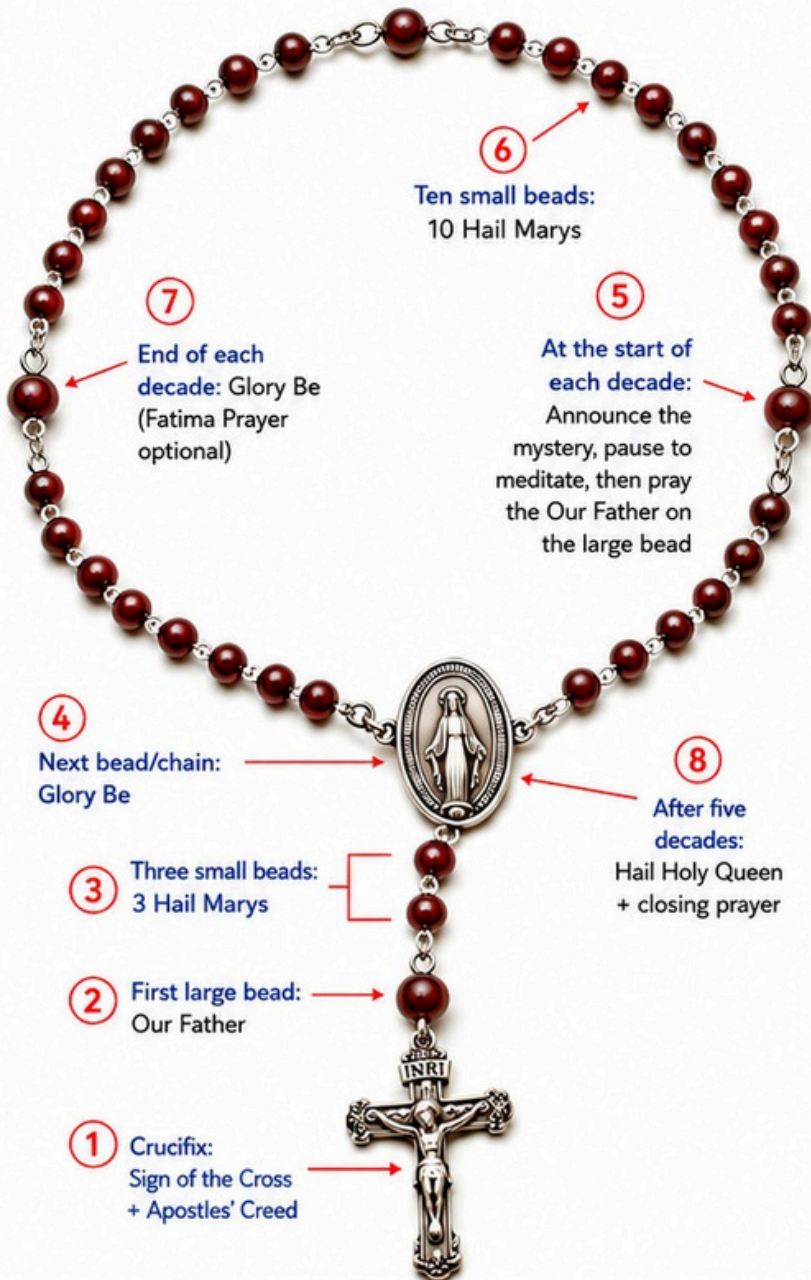 1
Crucifix:
Sign of the Cross
+ Apostles' Creed
INRI
2
First large bead:
Our Father
3
Three small beads:
3 Hail Marys
4
Next bead/chain:
Glory Be
5
At the start of
each decade:
Announce the
mystery, pause to
meditate, then pray
the Our Father on
the large bead
6
Ten small beads:
10 Hail Marys
7
End of each
decade: Glory Be
(Fatima Prayer
optional)
8
After five
decades:
Hail Holy Queen
+ closing prayer